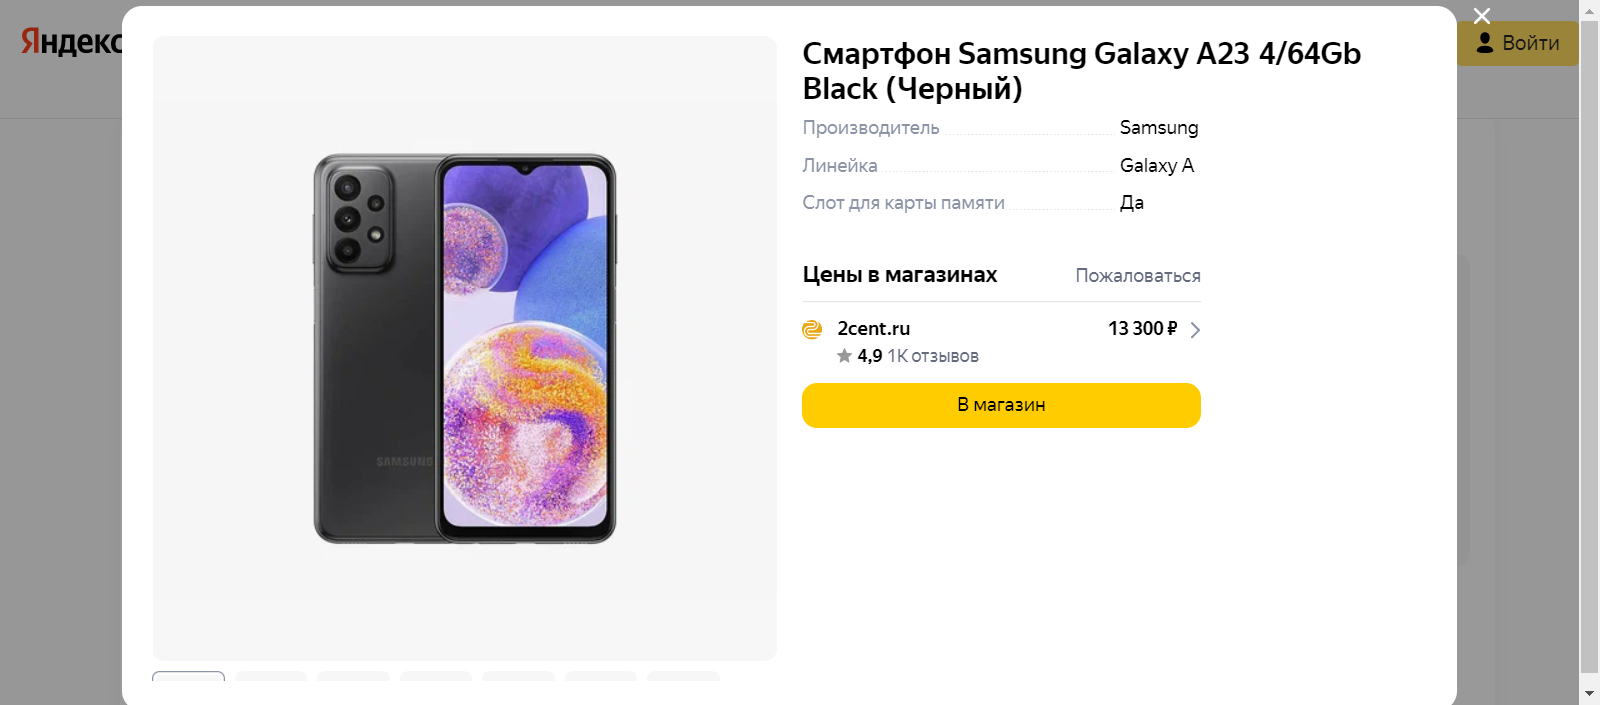 Яндекс
Войти
Смартфон Samsung Galaxy A23 4/64Gb
Black (Черный)
Производитель Samsung
Линейка Galaxy A
Слот для карты памяти Да
Цены в магазинах Пожаловаться
2cent.ru 13 300 ₽
4,9 1K отзывов
В магазин
SAMSUNG